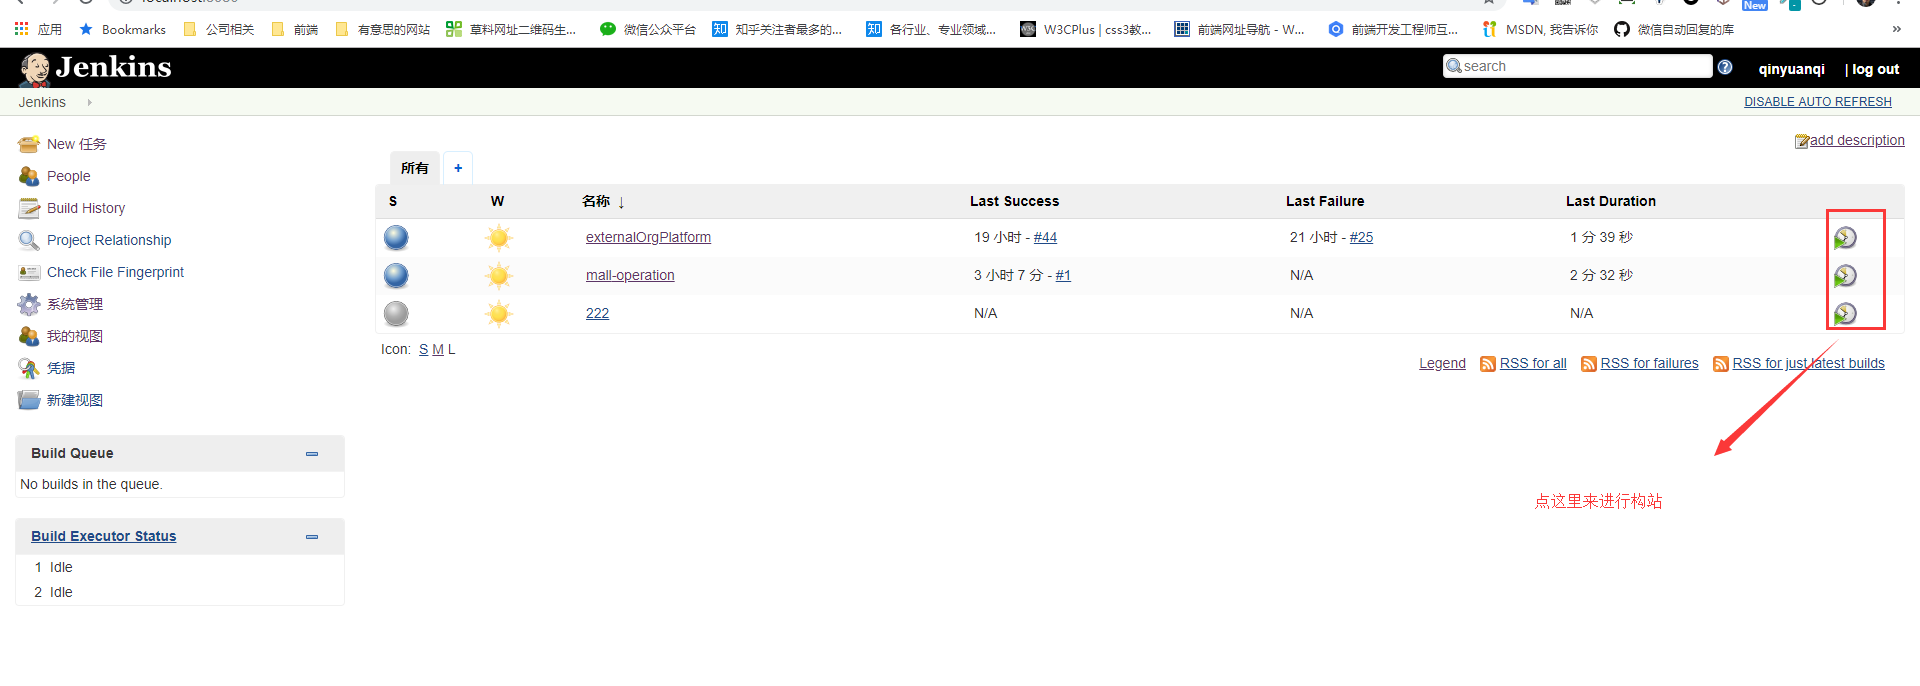 应用 Bookmarks 公司相关 前端 有意思的网站 草料网址二维码生... 微信公众平台 知乎关注者最多的... 各行业、专业领域... W3CPlus | css3教... 前端网址导航 - W... 前端开发工程师互... MSDN, 我告诉你 微信自动回复的库 »
New
Jenkins search qinyuanqi | log out
Jenkins DISABLE AUTO REFRESH
add description
New 任务
People
Build History
Project Relationship
Check File Fingerprint
系统管理
我的视图
凭据
新建视图
Build Queue
No builds in the queue.
Build Executor Status
1 Idle
2 Idle
所有 +
S W 名称 ↓ Last Success Last Failure Last Duration
externalOrgPlatform 19 小时 - #44 21 小时 - #25 1 分 39 秒
mall-operation 3 小时 7 分 - #1 N/A 2 分 32 秒
222 N/A N/A N/A
Icon: S M L
Legend RSS for all RSS for failures RSS for just latest builds
点这里来进行构站